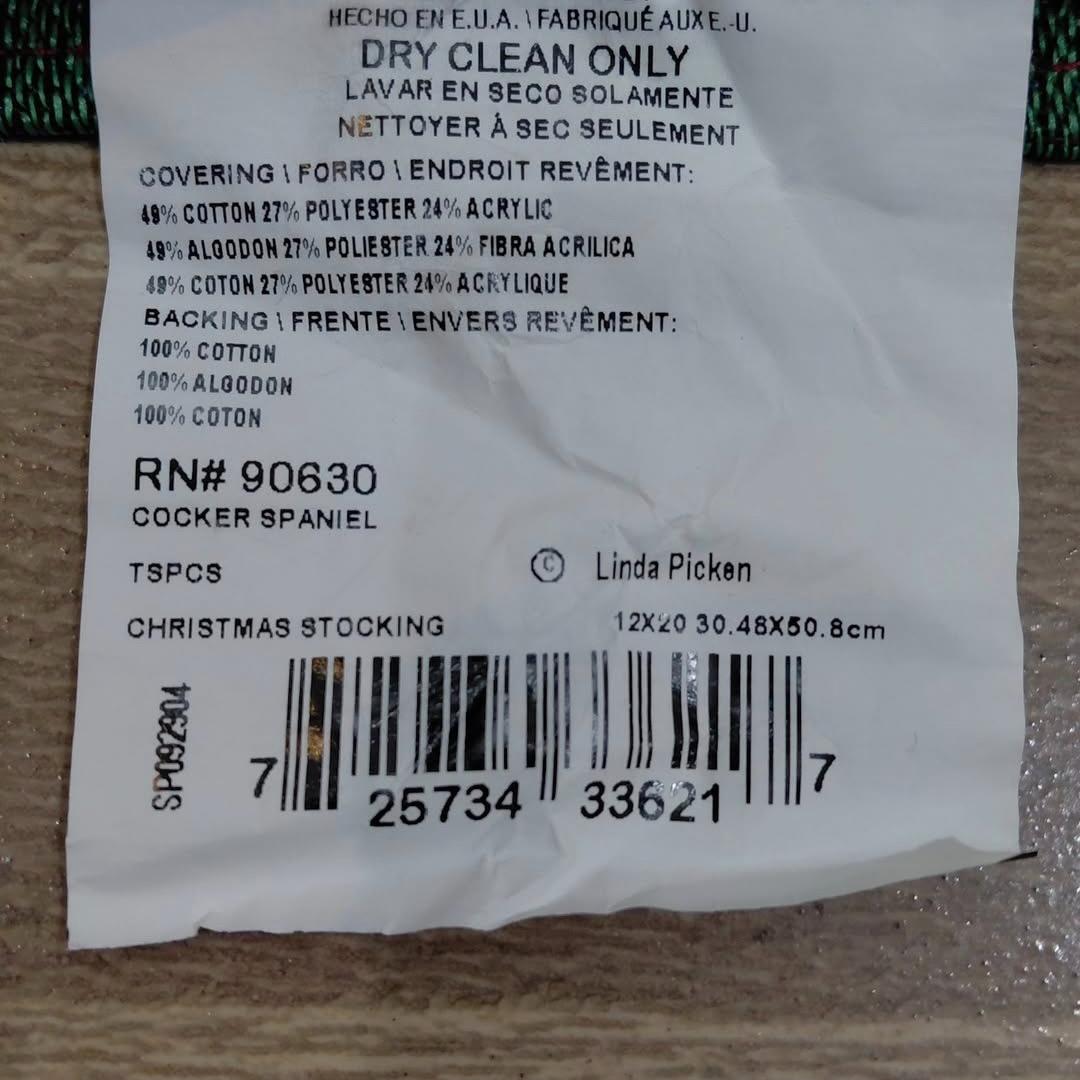 HECHO EN E.U.A. \ FABRIQUÉ AUX E.-U.
DRY CLEAN ONLY
LAVAR EN SECO SOLAMENTE
NETTOYER À SEC SEULEMENT
COVERING \ FORRO \ ENDROIT REVÊMENT:
49% COTTON 27% POLYESTER 24% ACRYLIC
49% ALGODON 27% POLIESTER 24% FIBRA ACRILICA
49% COTON 27% POLYESTER 24% ACRYLIQUE
BACKING \ FRENTE \ ENVERS REVÊMENT:
100% COTTON
100% ALGODON
100% COTON
RN# 90630
COCKER SPANIEL
TSPCS © Linda Picken
CHRISTMAS STOCKING 12X20 30.48X50.8cm
SP092904
7 25734 33621 7